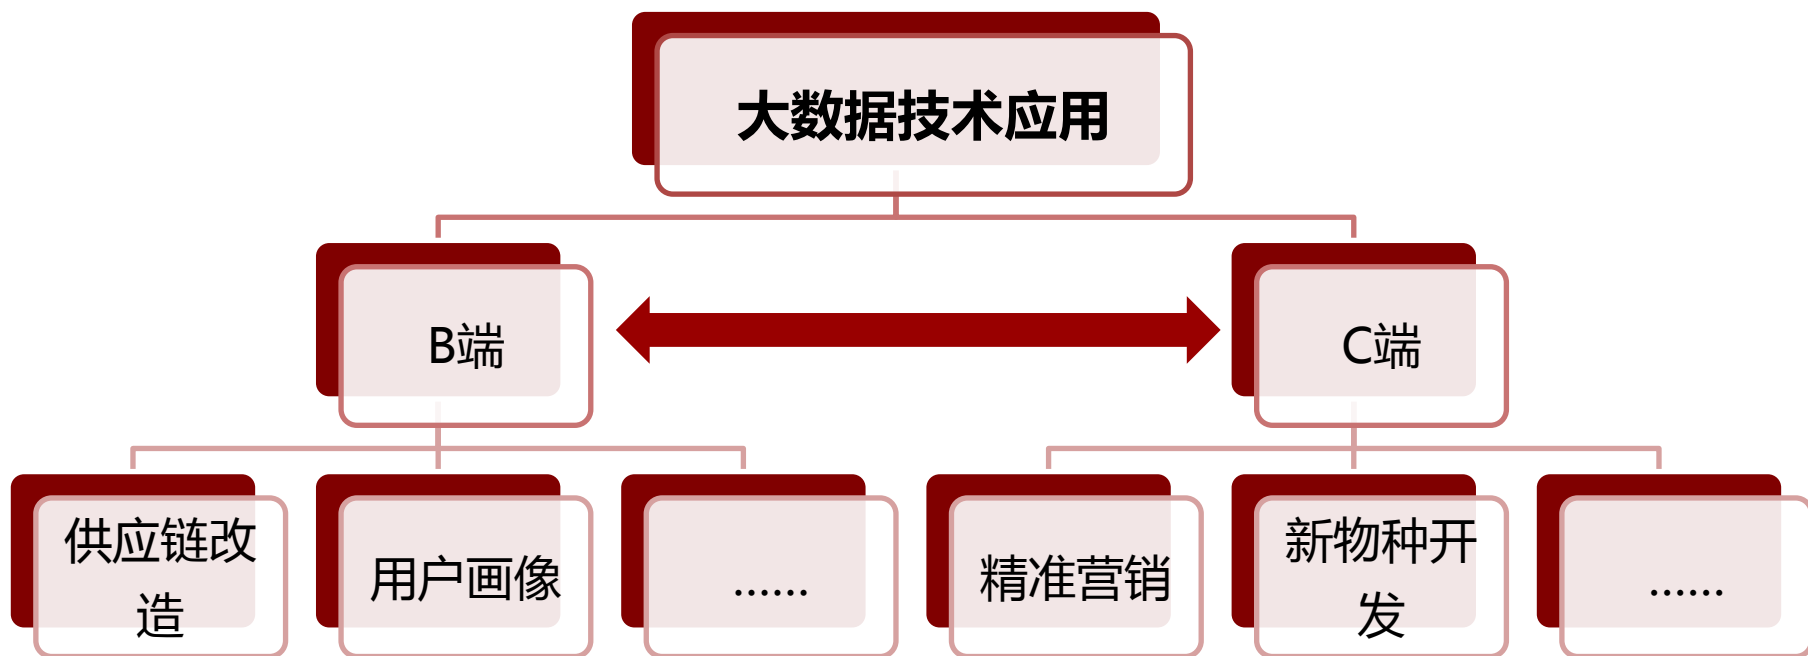 大数据技术应用
B端
C端
供应链改
造
用户画像
......
精准营销
新物种开
发
......